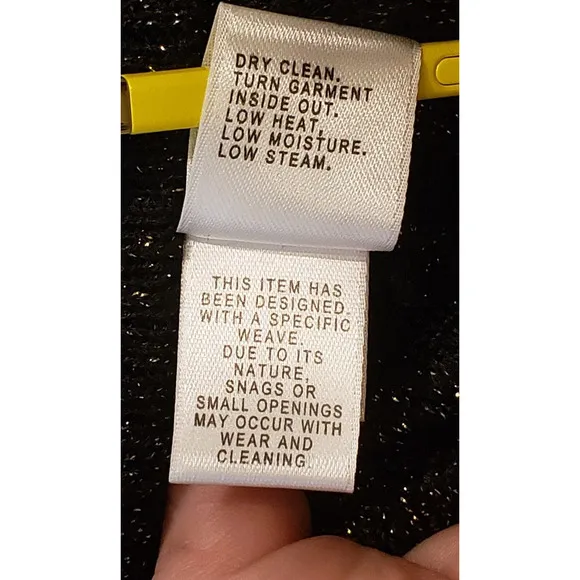 DRY CLEAN.
TURN GARMENT
INSIDE OUT.
LOW HEAT,
LOW MOISTURE.
LOW STEAM.
THIS ITEM HAS
BEEN DESIGNED
WITH A SPECIFIC
WEAVE.
DUE TO ITS
NATURE,
SNAGS OR
SMALL OPENINGS
MAY OCCUR WITH
WEAR AND
CLEANING.